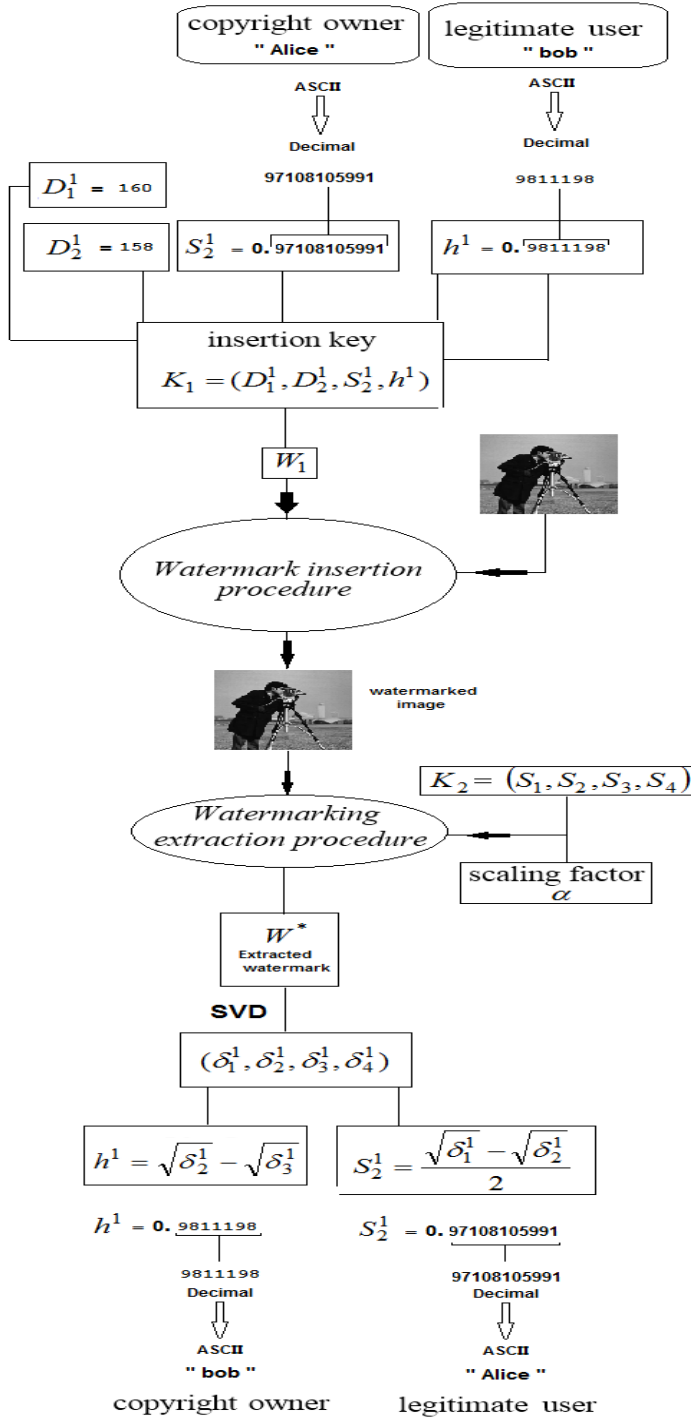 copyright owner
" Alice "
legitimate user
" bob "
ASCII
ASCII
Decimal
Decimal
97108105991
9811198
D₁¹ = 160
D₂¹ = 158
S₂¹ = 0.97108105991
h¹ = 0.9811198
insertion key
K₁ = (D₁¹, D₂¹, S₂¹, h¹)
W₁
Watermark insertion
procedure
watermarked
image
K₂ = (S₁, S₂, S₃, S₄)
Watermarking
extraction procedure
scaling factor
α
W*
Extracted
watermark
SVD
(δ₁¹, δ₂¹, δ₃¹, δ₄¹)
h¹ = √δ₂¹ − √δ₃¹
S₂¹ = (√δ₁¹ − √δ₂¹) / 2
h¹ = 0.9811198
S₂¹ = 0.97108105991
9811198
Decimal
97108105991
Decimal
ASCII
ASCII
" bob "
" Alice "
copyright owner
legitimate user